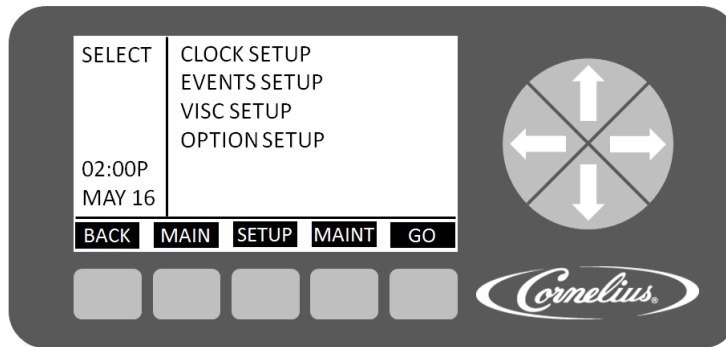 SELECT
CLOCK SETUP
EVENTS SETUP
VISC SETUP
OPTION SETUP
02:00P
MAY 16
BACK MAIN SETUP MAINT GO
Cornelius®